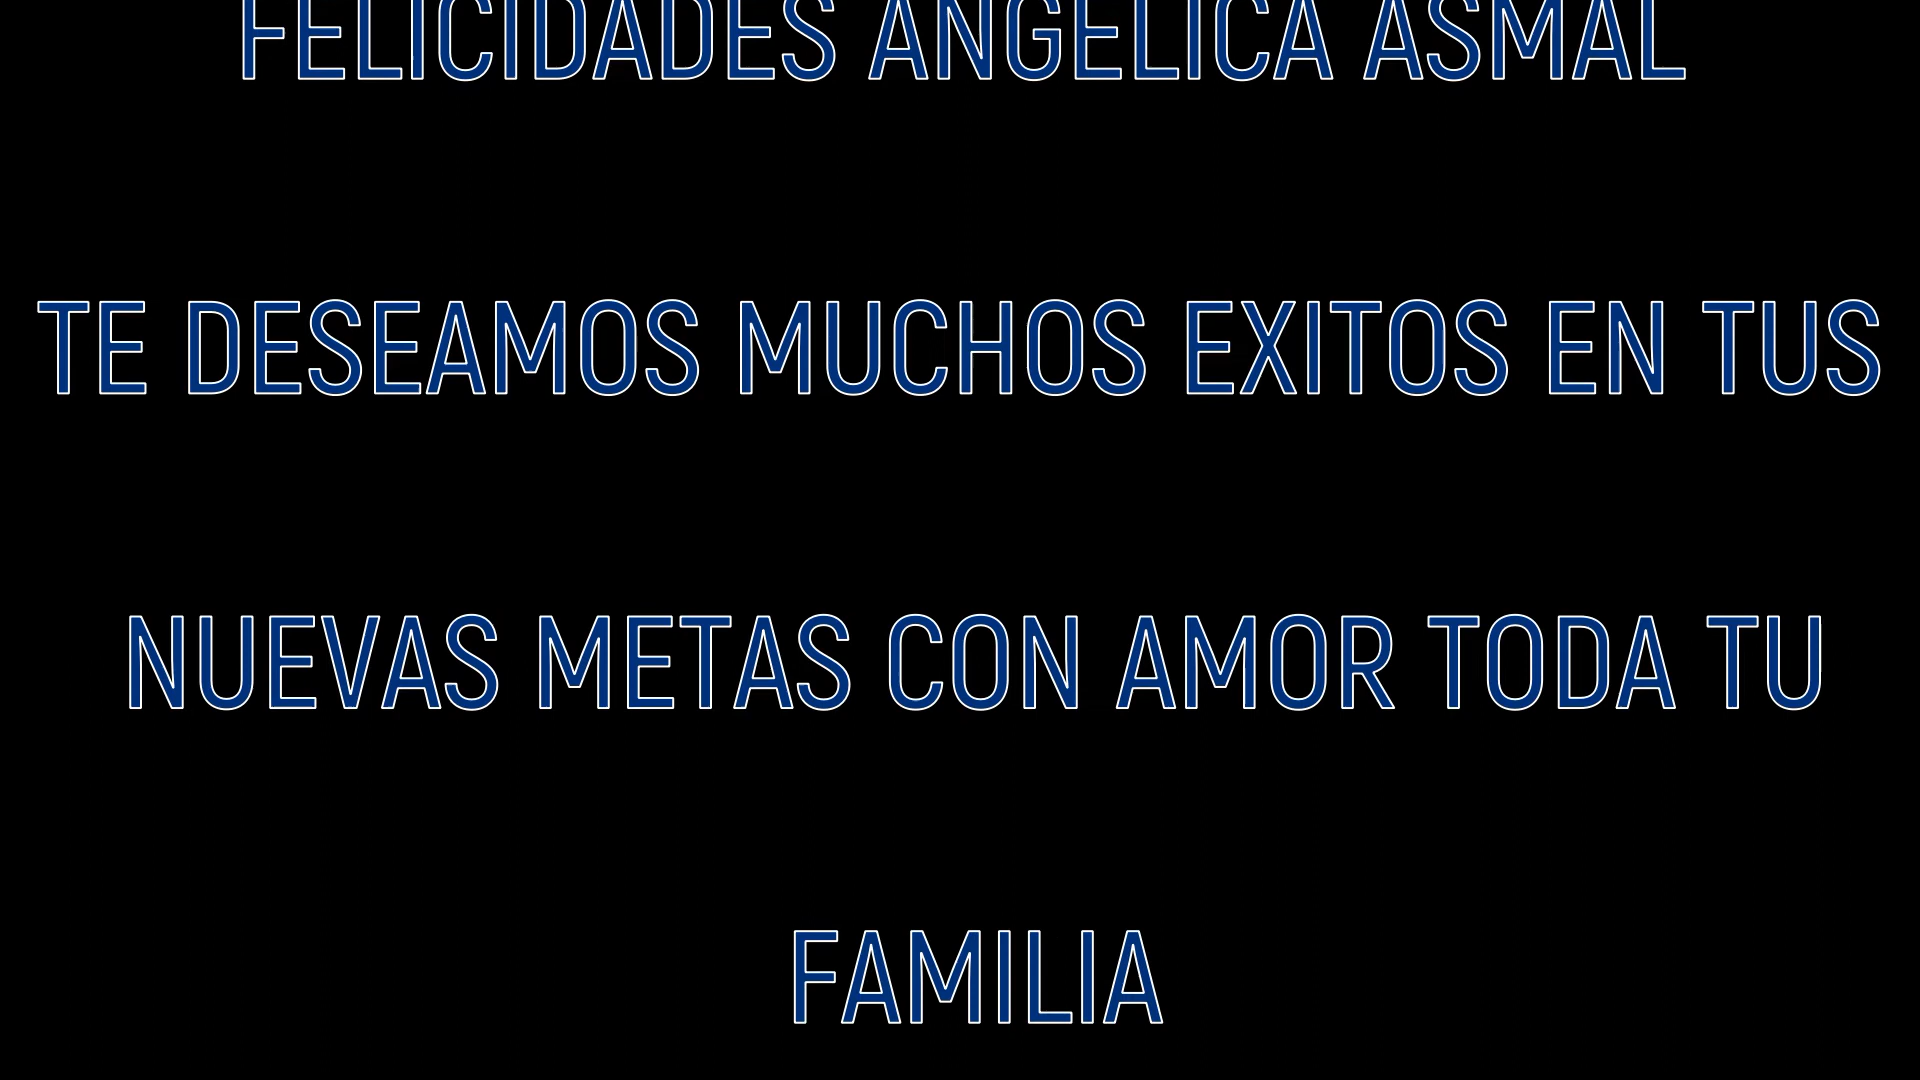 FELICIDADES ANGELICA ASMAL
TE DESEAMOS MUCHOS EXITOS EN TUS
NUEVAS METAS CON AMOR TODA TU
FAMILIA